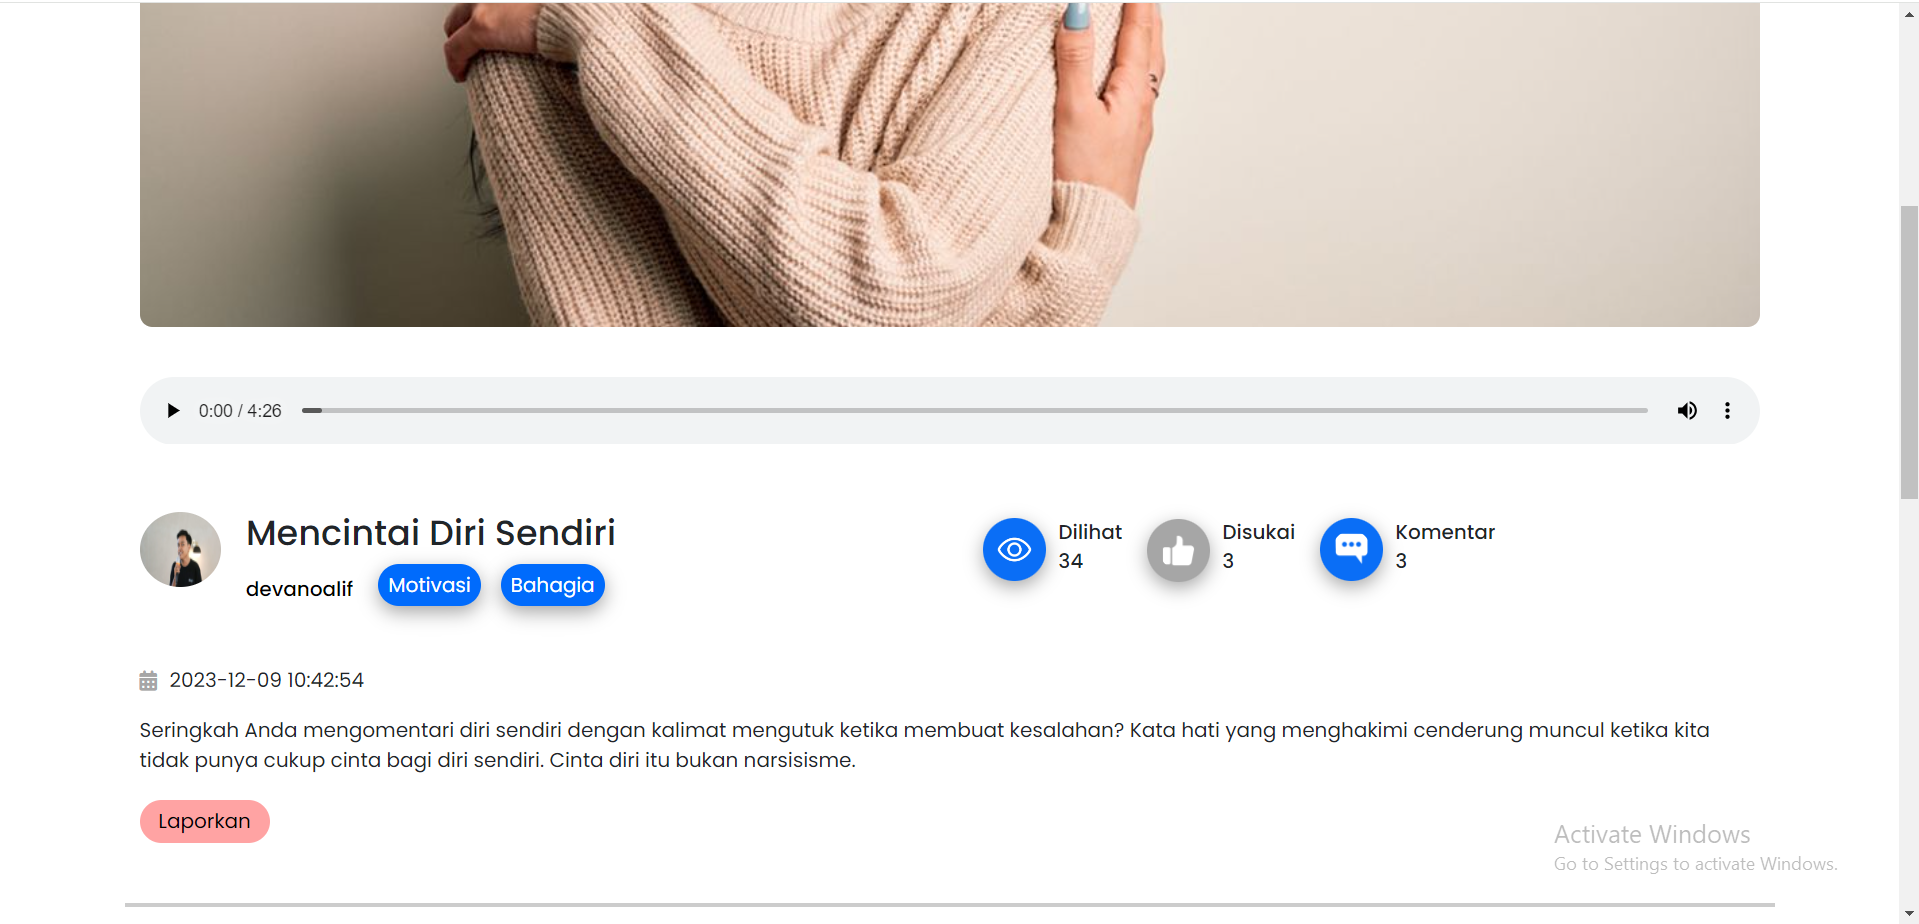 0:00 / 4:26
Mencintai Diri Sendiri
devanoalif Motivasi Bahagia
Dilihat
34
Disukai
3
Komentar
3
2023-12-09 10:42:54
Seringkah Anda mengomentari diri sendiri dengan kalimat mengutuk ketika membuat kesalahan? Kata hati yang menghakimi cenderung muncul ketika kita
tidak punya cukup cinta bagi diri sendiri. Cinta diri itu bukan narsisisme.
Laporkan
Activate Windows
Go to Settings to activate Windows.